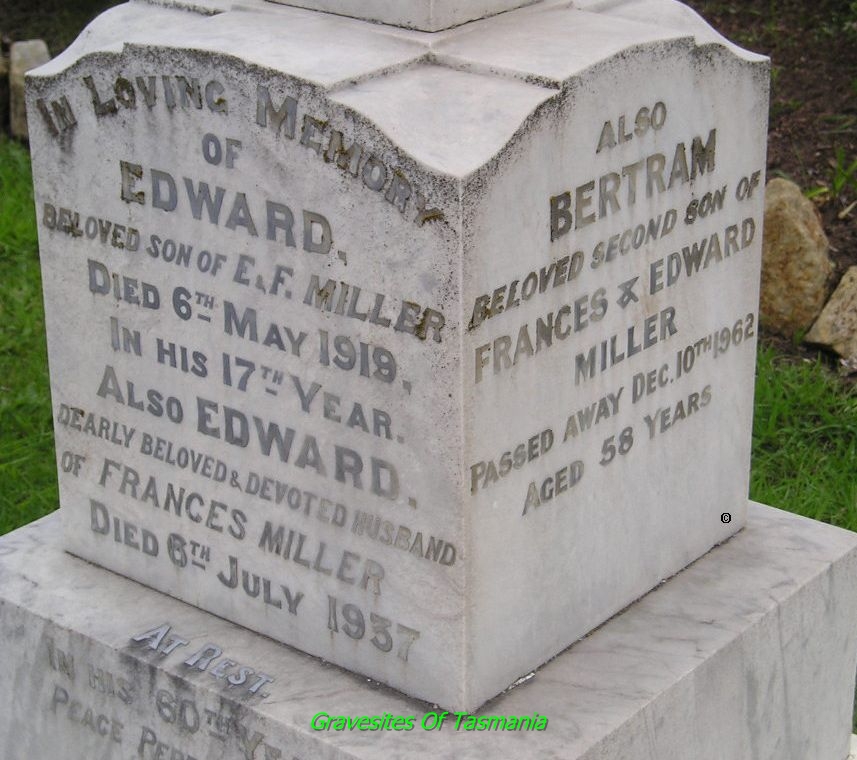 IN LOVING MEMORY
OF
EDWARD,
BELOVED SON OF E & F. MILLER
DIED 6TH MAY 1919,
IN HIS 17TH YEAR.
ALSO EDWARD,
DEARLY BELOVED & DEVOTED HUSBAND
OF FRANCES MILLER
DIED 6TH JULY 1937
AT REST.
IN HIS 60TH
PEACE
ALSO
BERTRAM
BELOVED SECOND SON OF
FRANCES & EDWARD
MILLER
PASSED AWAY DEC. 10TH 1962
AGED 58 YEARS
©
Gravesites Of Tasmania